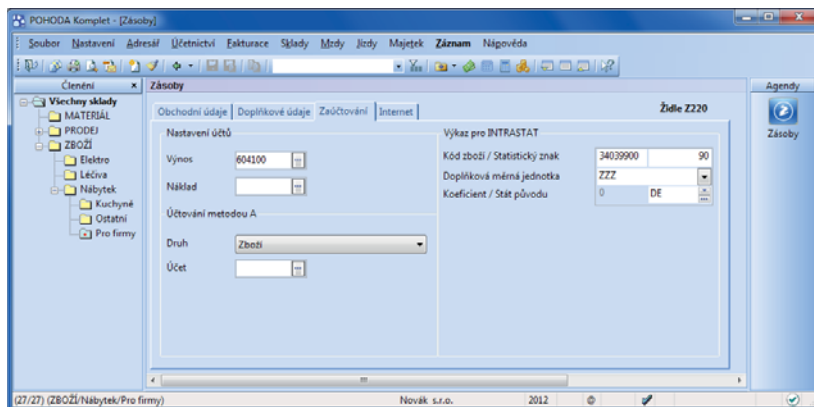 POHODA Komplet - [Zásoby]
Soubor Nastavení Adresář Účetnictví Fakturace Sklady Mzdy Jízdy Majetek Záznam Nápověda
Členění
Všechny sklady
MATERIÁL
PRODEJ
ZBOŽÍ
Elektro
Léčiva
Nábytek
Kuchyně
Ostatní
Pro firmy
Zásoby
Obchodní údaje Doplňkové údaje Zaúčtování Internet Židle Z220
Nastavení účtů
Výnos 604100
Náklad
Účtování metodou A
Druh Zboží
Účet
Výkaz pro INTRASTAT
Kód zboží / Statistický znak 34039900 90
Doplňková měrná jednotka ZZZ
Koeficient / Stát původu 0 DE
Agendy
Zásoby
(27/27) (ZBOŽÍ/Nábytek/Pro firmy) Novák s.r.o. 2012 @